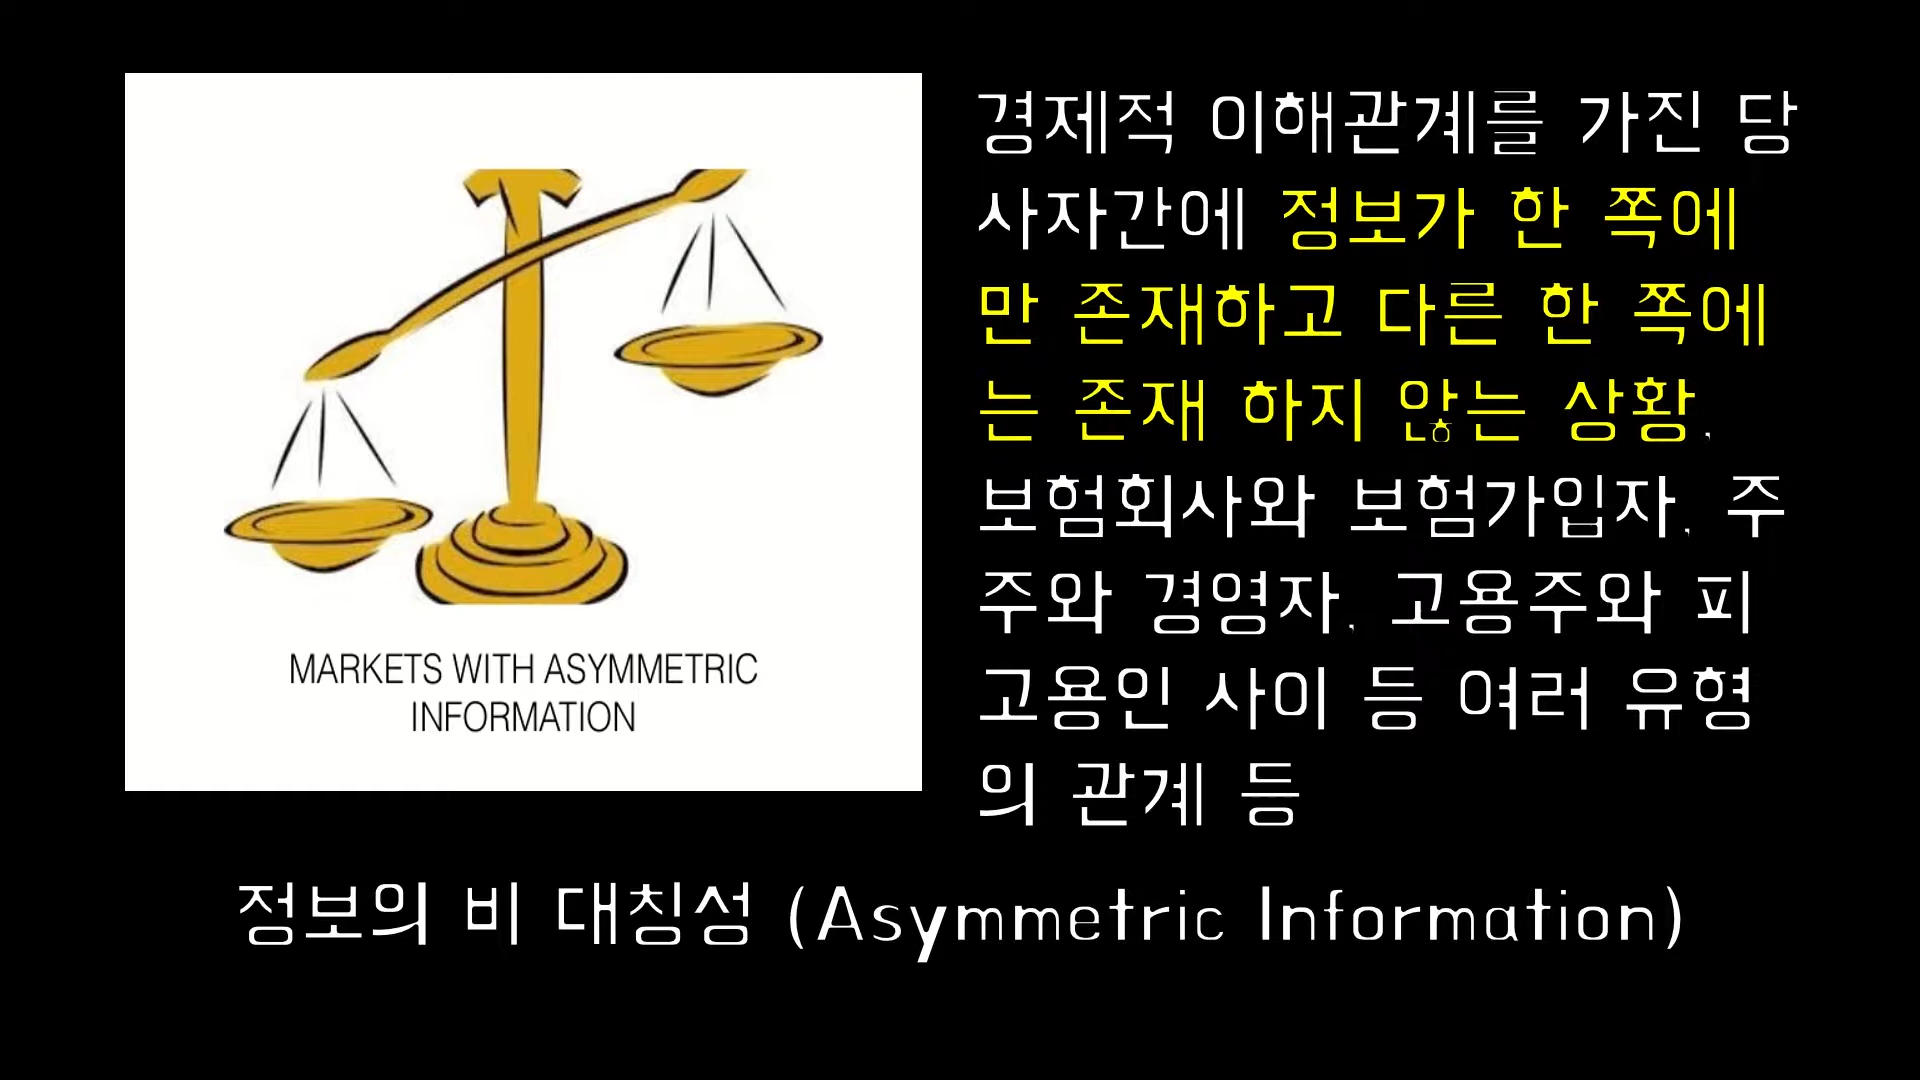 MARKETS WITH ASYMMETRIC
INFORMATION
경제적 이해관계를 가진 당
사자간에 정보가 한 쪽에
만 존재하고 다른 한 쪽에
는 존재 하지 않는 상황,
보험회사와 보험가입자, 주
주와 경영자, 고용주와 피
고용인 사이 등 여러 유형
의 관계 등
정보의 비 대칭성 (Asymmetric Information)